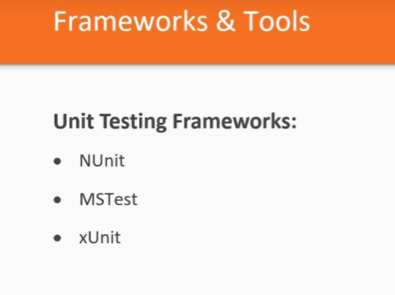 Frameworks & Tools
Unit Testing Frameworks:
• NUnit
• MSTest
• xUnit